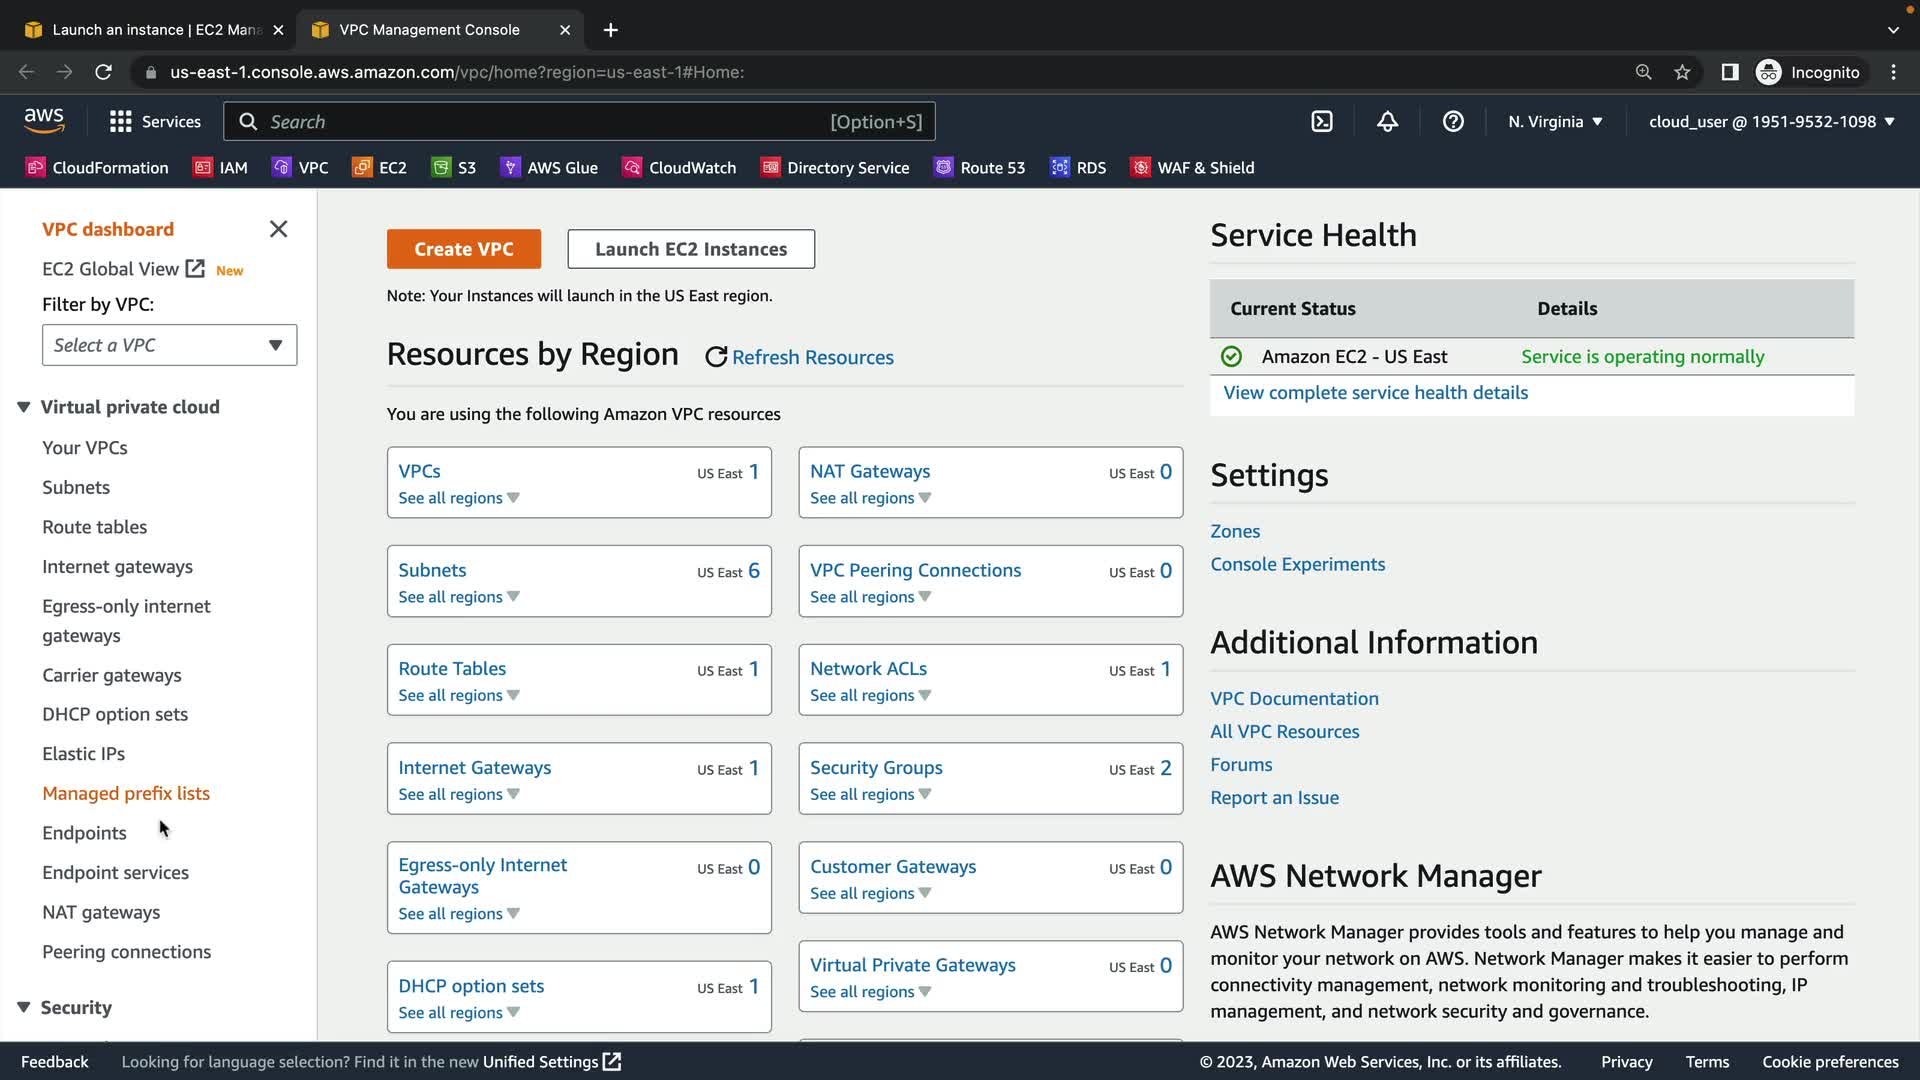 Launch an instance | EC2 Mana
VPC Management Console
us-east-1.console.aws.amazon.com/vpc/home?region=us-east-1#Home:
Incognito
aws
Services
Search
[Option+S]
N. Virginia
cloud_user @ 1951-9532-1098
CloudFormation
IAM
VPC
EC2
S3
AWS Glue
CloudWatch
Directory Service
Route 53
RDS
WAF & Shield
VPC dashboard
EC2 Global View New
Filter by VPC:
Select a VPC
Virtual private cloud
Your VPCs
Subnets
Route tables
Internet gateways
Egress-only internet
gateways
Carrier gateways
DHCP option sets
Elastic IPs
Managed prefix lists
Endpoints
Endpoint services
NAT gateways
Peering connections
Security
Create VPC
Launch EC2 Instances
Note: Your Instances will launch in the US East region.
Resources by Region
Refresh Resources
You are using the following Amazon VPC resources
VPCs US East 1
See all regions
NAT Gateways US East 0
See all regions
Subnets US East 6
See all regions
VPC Peering Connections US East 0
See all regions
Route Tables US East 1
See all regions
Network ACLs US East 1
See all regions
Internet Gateways US East 1
See all regions
Security Groups US East 2
See all regions
Egress-only Internet
Gateways US East 0
See all regions
Customer Gateways US East 0
See all regions
DHCP option sets US East 1
See all regions
Virtual Private Gateways US East 0
See all regions
Service Health
Current Status Details
Amazon EC2 - US East Service is operating normally
View complete service health details
Settings
Zones
Console Experiments
Additional Information
VPC Documentation
All VPC Resources
Forums
Report an Issue
AWS Network Manager
AWS Network Manager provides tools and features to help you manage and
monitor your network on AWS. Network Manager makes it easier to perform
connectivity management, network monitoring and troubleshooting, IP
management, and network security and governance.
Feedback
Looking for language selection? Find it in the new Unified Settings
© 2023, Amazon Web Services, Inc. or its affiliates.
Privacy
Terms
Cookie preferences